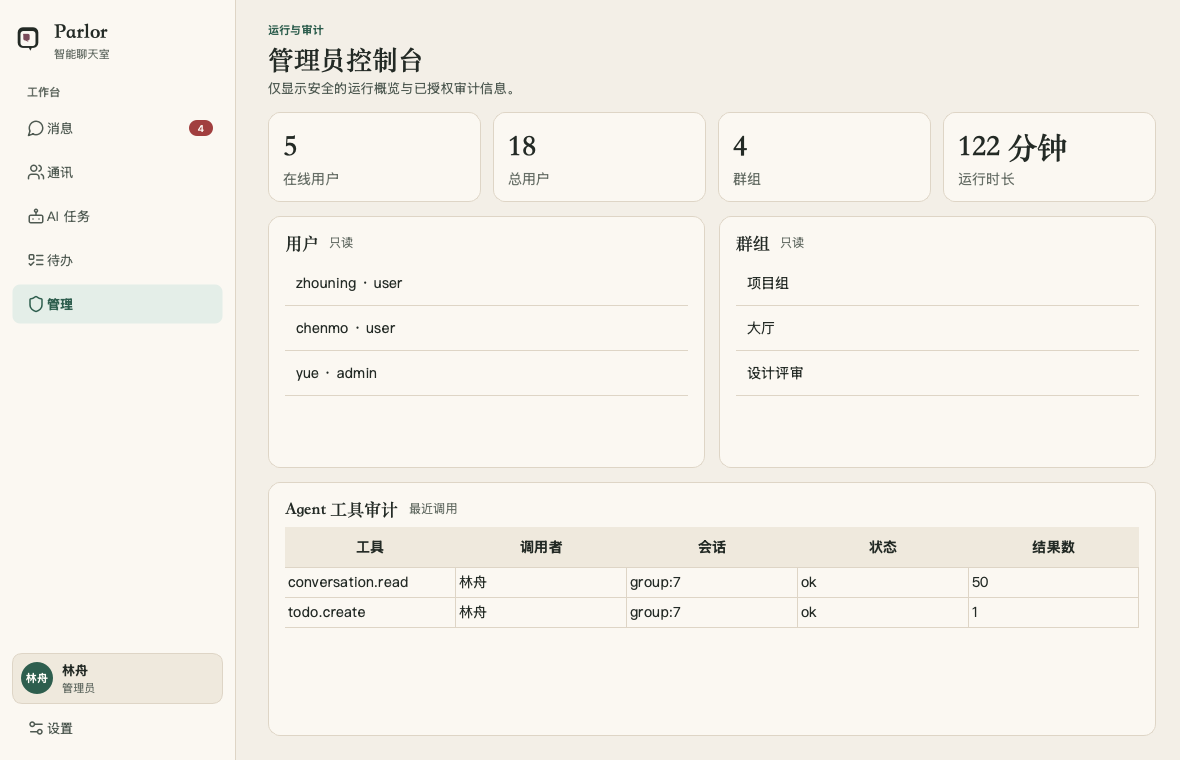 Parlor
智能聊天室
工作台
消息 4
通讯
AI 任务
待办
管理
林舟 林舟
管理员
设置
运行与审计
管理员控制台
仅显示安全的运行概览与已授权审计信息。
5
在线用户
18
总用户
4
群组
122 分钟
运行时长
用户 只读
zhouning · user
chenmo · user
yue · admin
群组 只读
项目组
大厅
设计评审
Agent 工具审计 最近调用
工具 调用者 会话 状态 结果数
conversation.read 林舟 group:7 ok 50
todo.create 林舟 group:7 ok 1